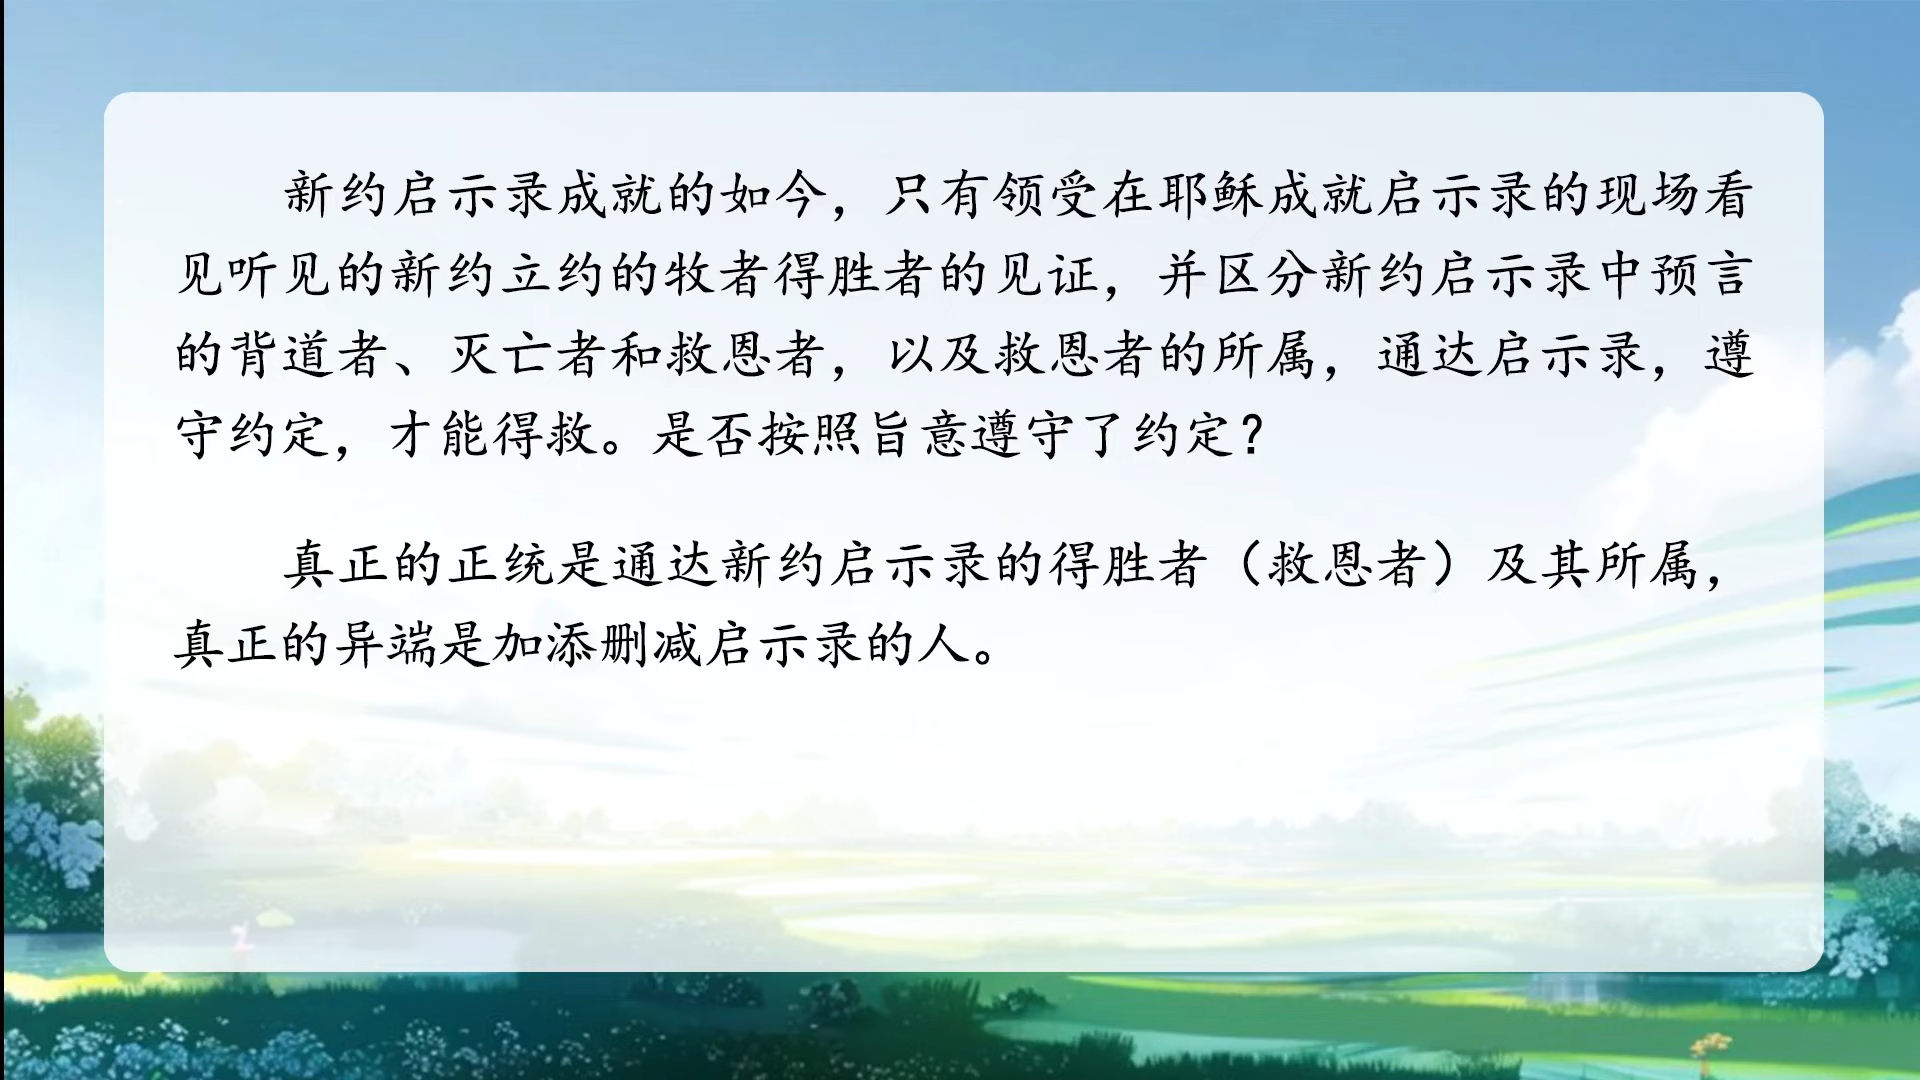 新约启示录成就的如今，只有领受在耶稣成就启示录的现场看
见听见的新约立约的牧者得胜者的见证，并区分新约启示录中预言
的背道者、灭亡者和救恩者，以及救恩者的所属，通达启示录，遵
守约定，才能得救。是否按照旨意遵守了约定？
真正的正统是通达新约启示录的得胜者（救恩者）及其所属，
真正的异端是加添删减启示录的人。